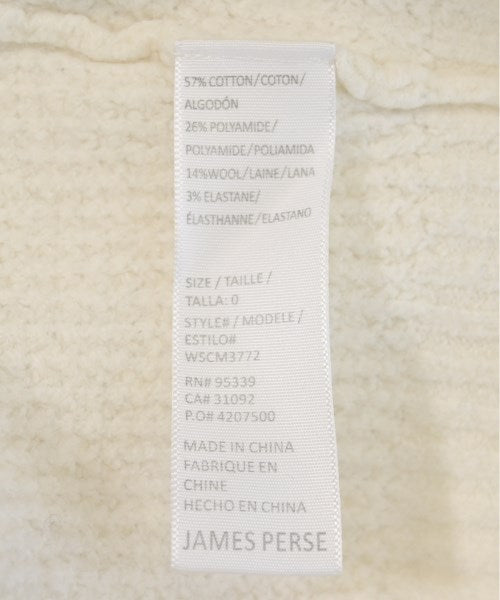 57% COTTON/COTON/
ALGODÓN
26% POLYAMIDE/
POLYAMIDE/POLIAMIDA
14%WOOL/LAINE/LANA
3% ELASTANE/
ÉLASTHANNE/ELASTANO
SIZE / TAILLE /
TALLA: 0
STYLE# / MODELE /
ESTILO#
WSCM3772
RN# 95339
CA# 31092
P.O# 4207500
MADE IN CHINA
FABRIQUE EN
CHINE
HECHO EN CHINA
JAMES PERSE